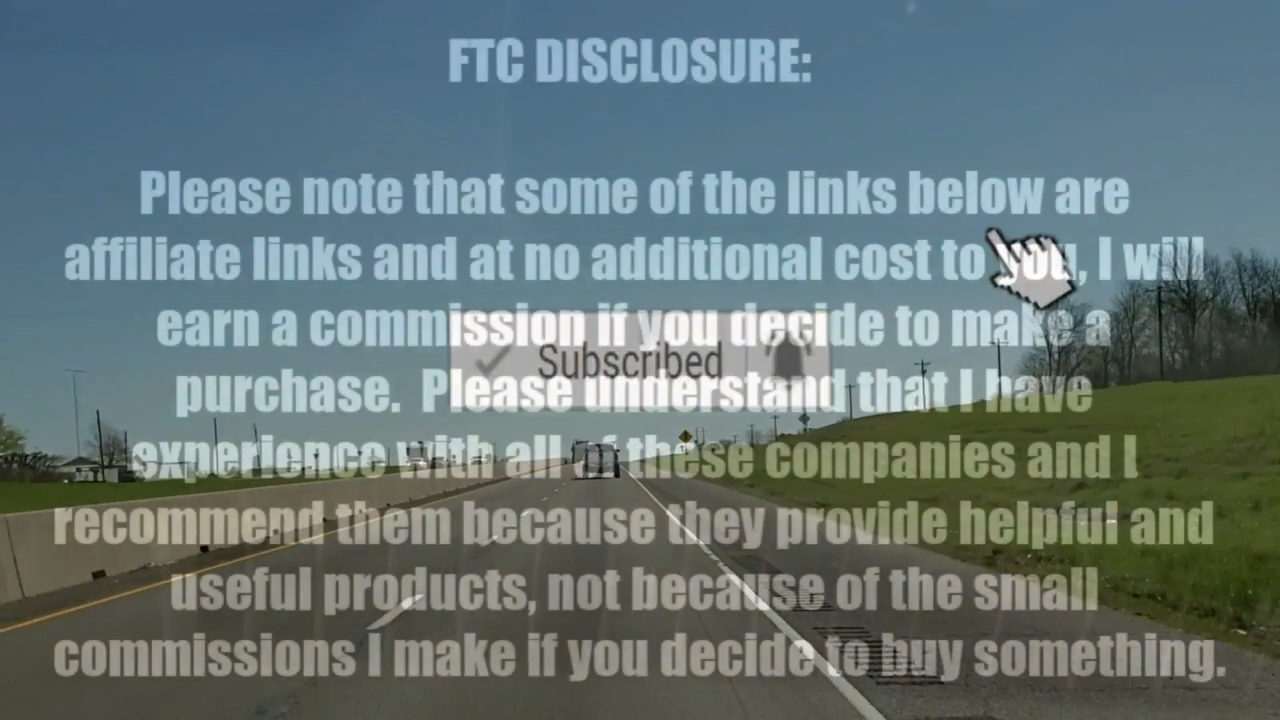 FTC DISCLOSURE:
Please note that some of the links below are
affiliate links and at no additional cost to you, I will
earn a commission if you decide to make a
Subscribed
purchase. Please understand that I have
experience with all of these companies and I
recommend them because they provide helpful and
useful products, not because of the small
commissions I make if you decide to buy something.